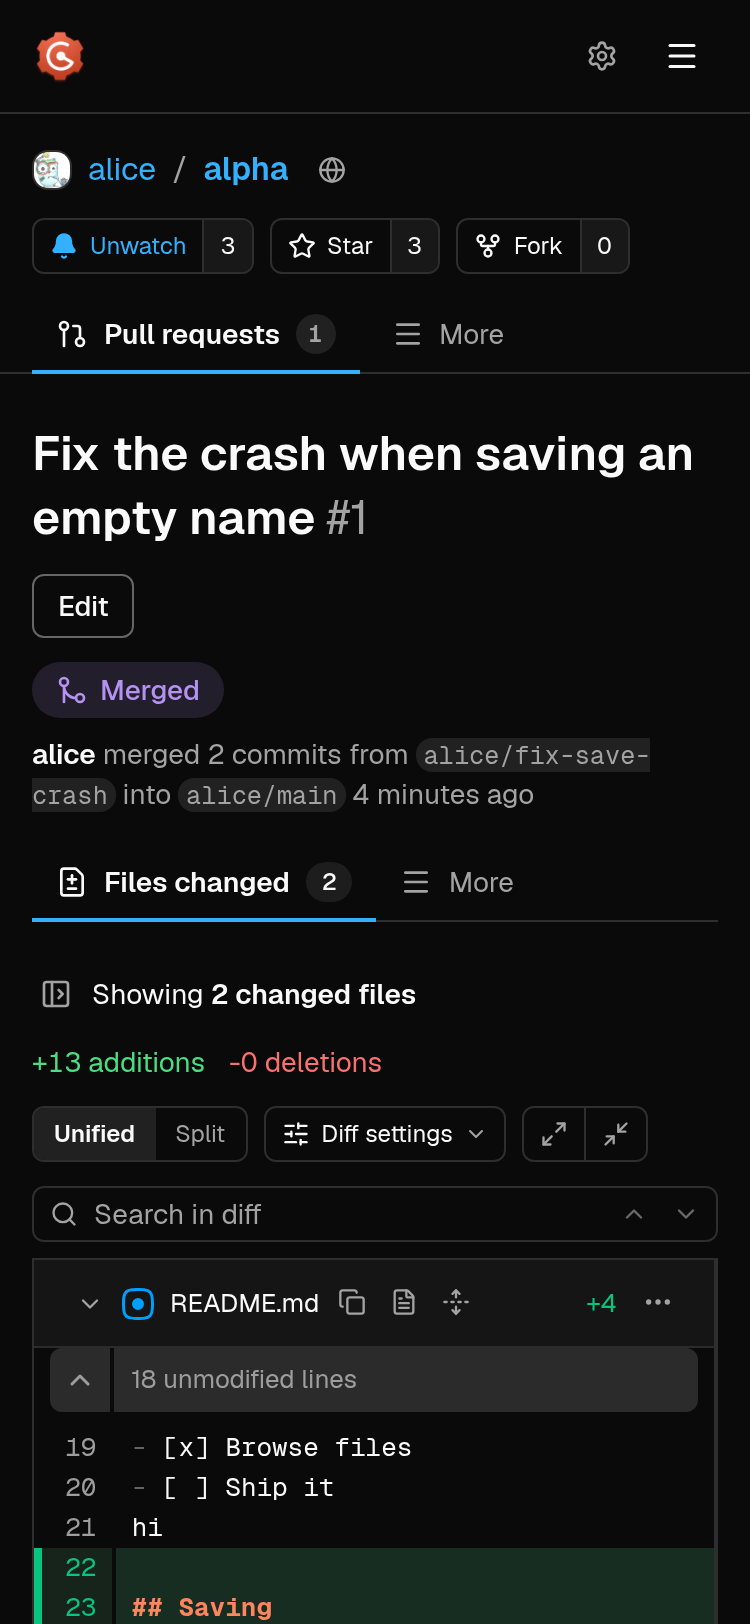 alice / alpha
Unwatch 3 Star 3 Fork 0
Pull requests 1 More
Fix the crash when saving an
empty name #1
Edit
Merged
alice merged 2 commits from alice/fix-save-
crash into alice/main 4 minutes ago
Files changed 2 More
Showing 2 changed files
+13 additions -0 deletions
Unified Split Diff settings
Search in diff
README.md +4
18 unmodified lines
19 - [x] Browse files
20 - [ ] Ship it
21 hi
22
23 ## Saving